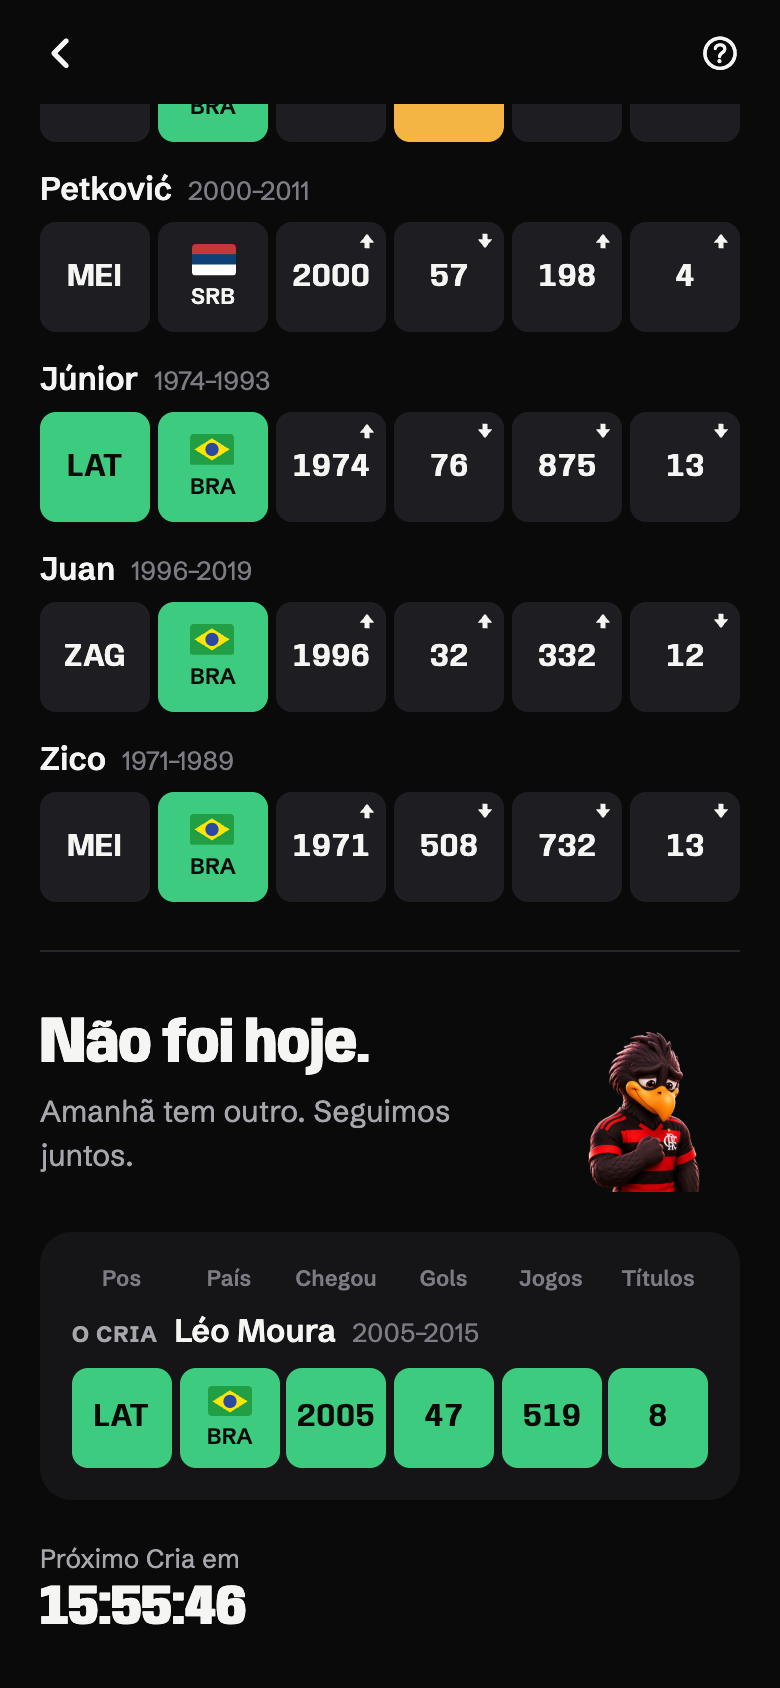 BRA
Petković 2000-2011
MEI SRB 2000 57 198 4
Júnior 1974-1993
LAT BRA 1974 76 875 13
Juan 1996-2019
ZAG BRA 1996 32 332 12
Zico 1971-1989
MEI BRA 1971 508 732 13
Não foi hoje.
Amanhã tem outro. Seguimos
juntos.
Pos País Chegou Gols Jogos Títulos
O CRIA Léo Moura 2005-2015
LAT BRA 2005 47 519 8
Próximo Cria em
15:55:46